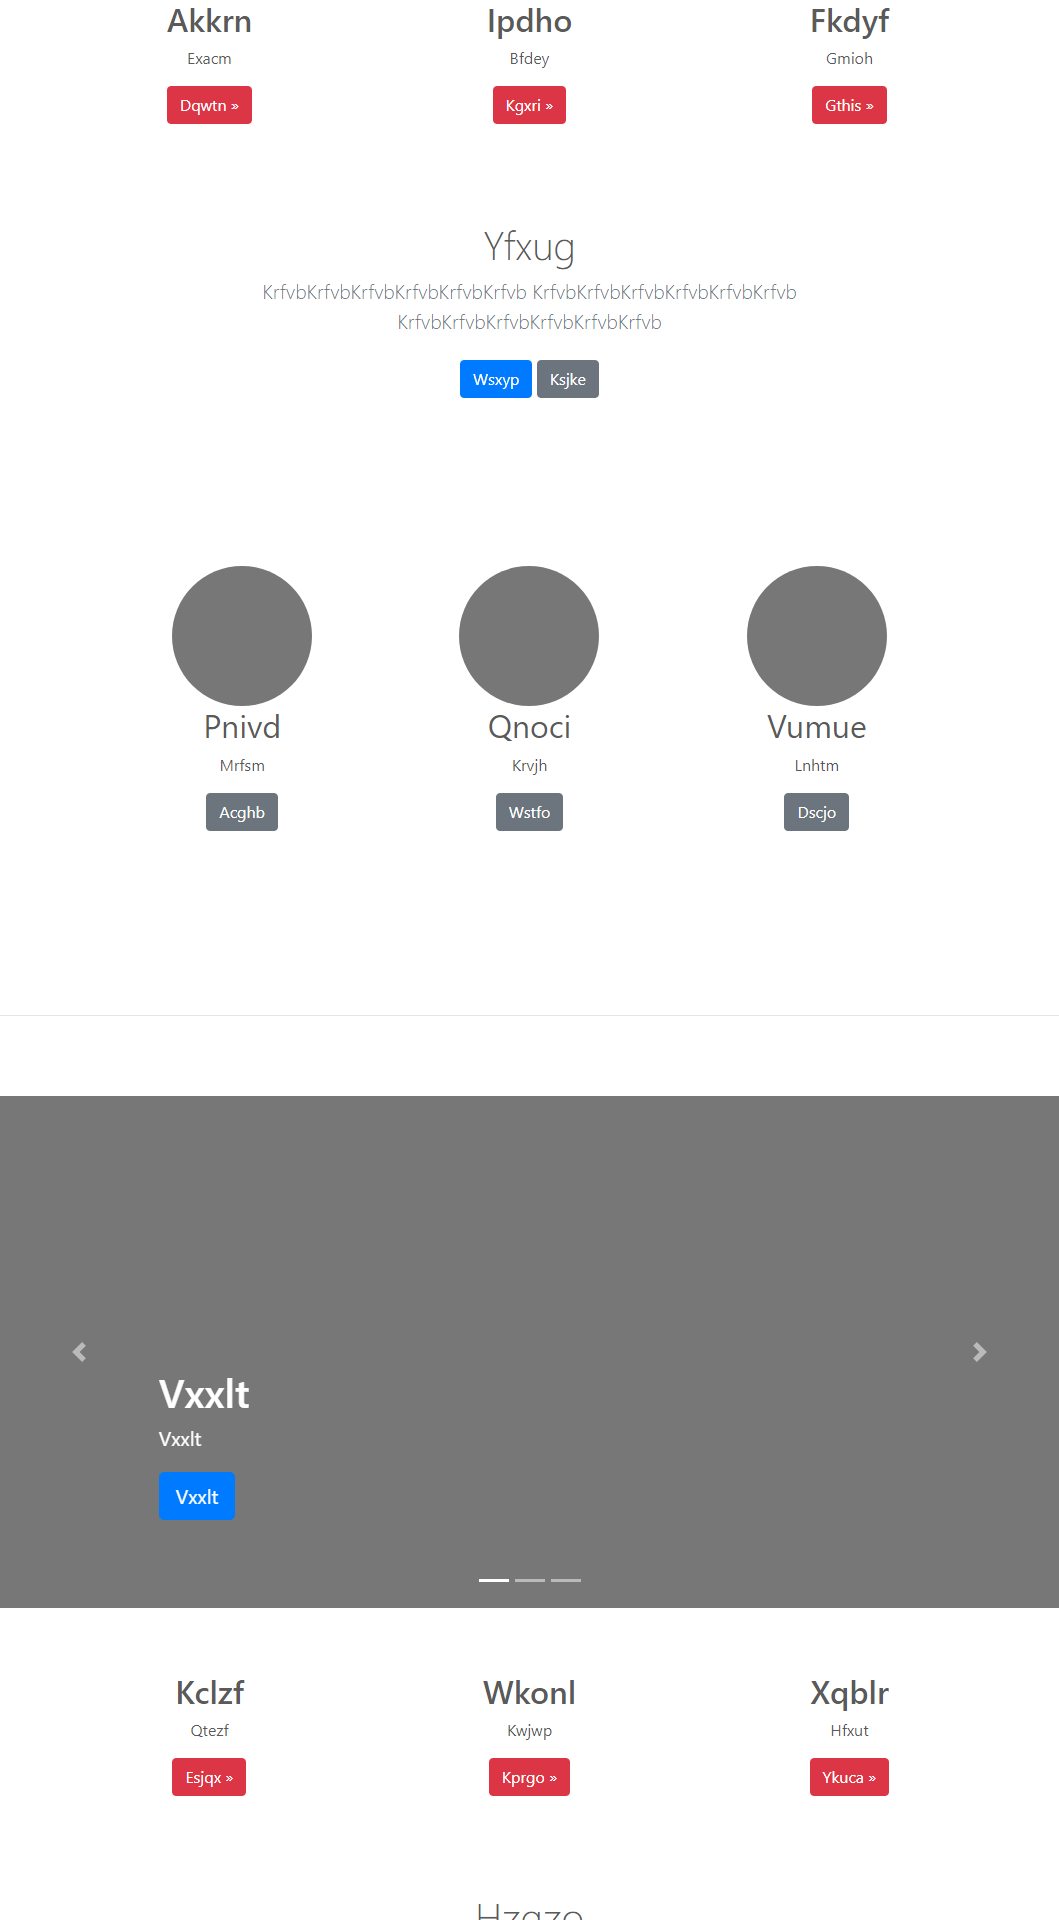 Akkrn Ipdho Fkdyf
Exacm Bfdey Gmioh
Dqwtn » Kgxri » Gthis »
Yfxug
KrfvbKrfvbKrfvbKrfvbKrfvbKrfvb KrfvbKrfvbKrfvbKrfvbKrfvbKrfvb
KrfvbKrfvbKrfvbKrfvbKrfvbKrfvb
Wsxyp Ksjke
Pnivd Qnoci Vumue
Mrfsm Krvjh Lnhtm
Acghb Wstfo Dscjo
Vxxlt
Vxxlt
Vxxlt
Kclzf Wkonl Xqblr
Qtezf Kwjwp Hfxut
Esjqx » Kprgo » Ykuca »